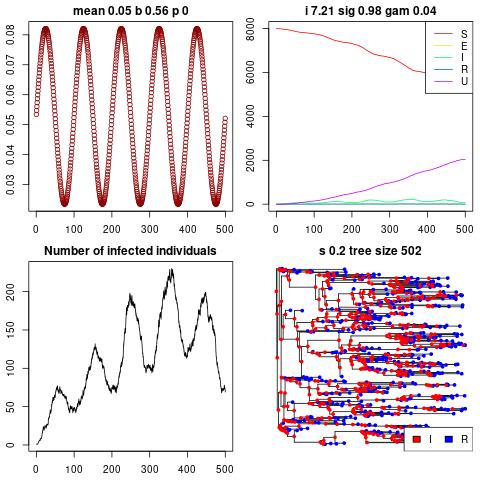 mean 0.05 b 0.56 p 0
0.08
0.07
0.06
0.05
0.04
0.03
0 100 200 300 400 500
i 7.21 sig 0.98 gam 0.04
8000
6000
4000
2000
0
S
E
I
R
U
0 100 200 300 400 500
Number of infected individuals
200
150
100
50
0
0 100 200 300 400 500
s 0.2 tree size 502
I R